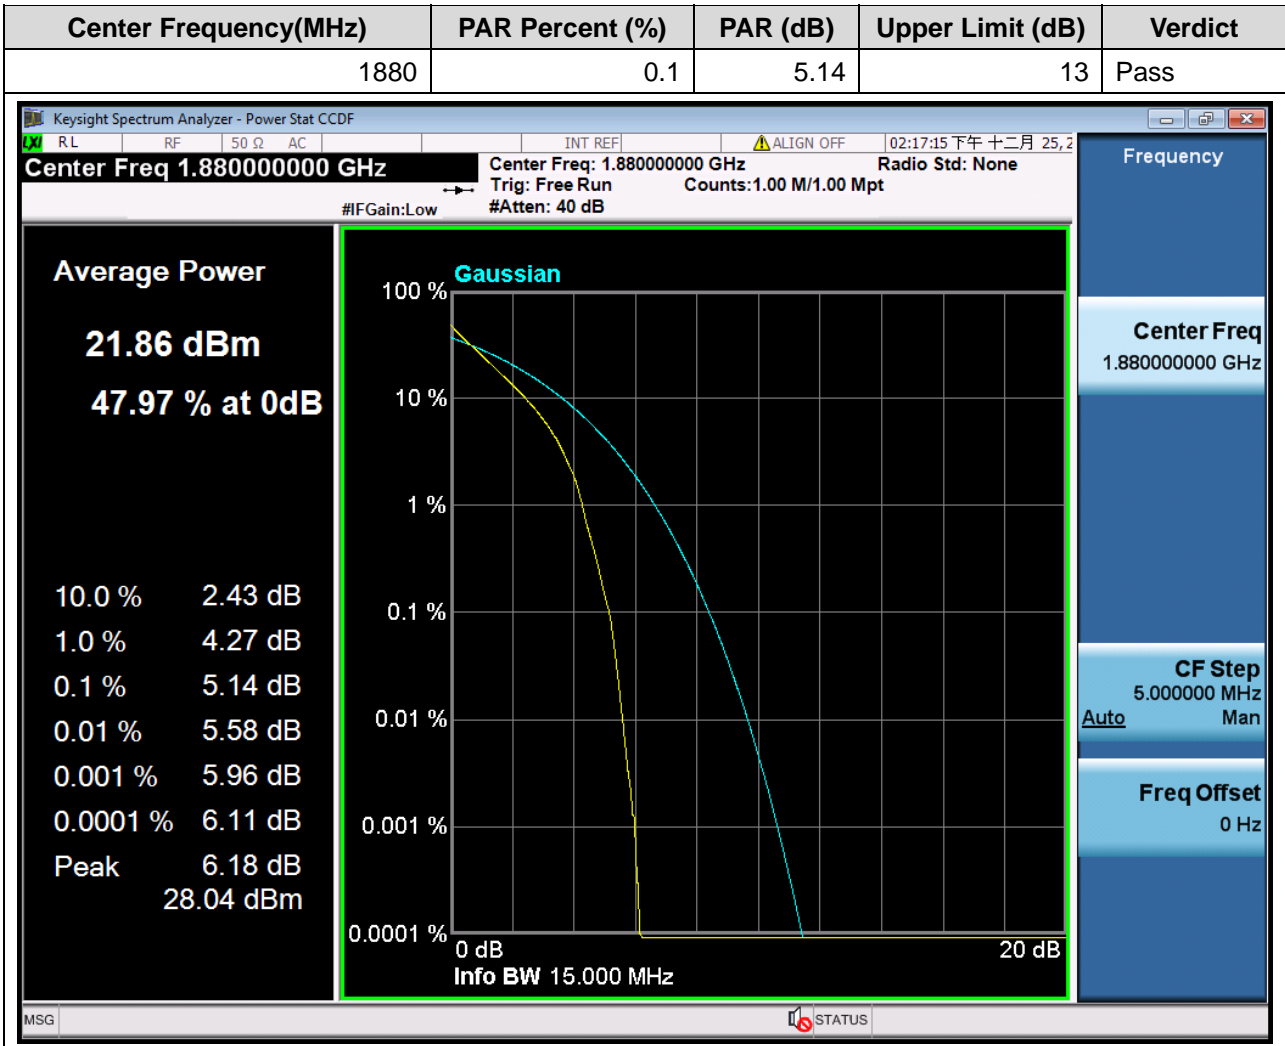 Center Frequency(MHz) PAR Percent (%) PAR (dB) Upper Limit (dB) Verdict
1880 0.1 5.14 13 Pass
Keysight Spectrum Analyzer - Power Stat CCDF
LXI RL RF 50 Ω AC INT REF ALIGN OFF 02:17:15 下午 十二月 25, 2
Center Freq 1.880000000 GHz
Center Freq: 1.880000000 GHz Radio Std: None
Trig: Free Run Counts:1.00 M/1.00 Mpt
#IFGain:Low #Atten: 40 dB
Average Power
21.86 dBm
47.97 % at 0dB
10.0 % 2.43 dB
1.0 % 4.27 dB
0.1 % 5.14 dB
0.01 % 5.58 dB
0.001 % 5.96 dB
0.0001 % 6.11 dB
Peak 6.18 dB
28.04 dBm
Gaussian
100 %
10 %
1 %
0.1 %
0.01 %
0.001 %
0.0001 %
0 dB 20 dB
Info BW 15.000 MHz
Frequency
Center Freq
1.880000000 GHz
CF Step
5.000000 MHz
Auto Man
Freq Offset
0 Hz
MSG STATUS